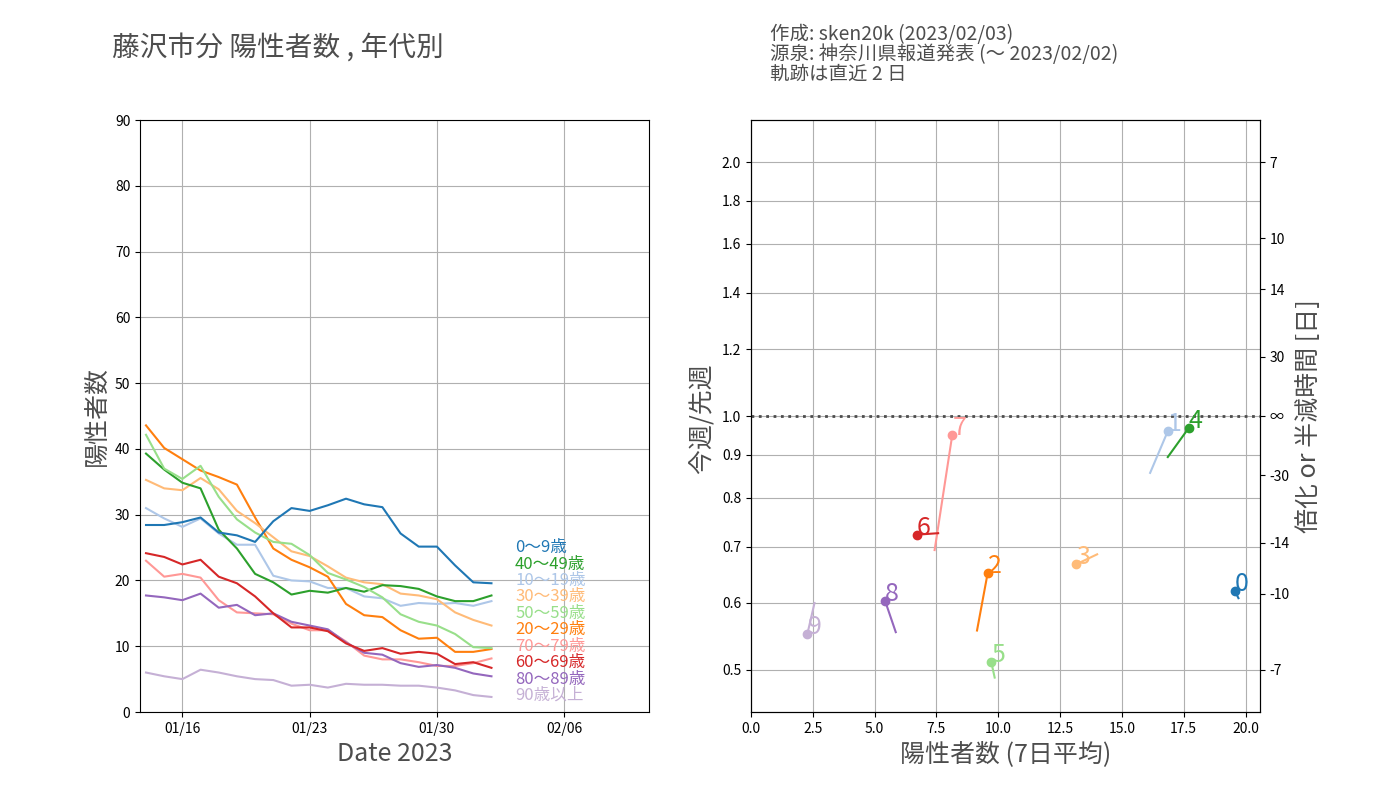 藤沢市分 陽性者数 , 年代別
作成: sken20k (2023/02/03)
源泉: 神奈川県報道発表 (～ 2023/02/02)
軌跡は直近 2 日
陽性者数
90
80
70
60
50
40
30
20
10
0
0～9歳
40～49歳
10～19歳
30～39歳
50～59歳
20～29歳
70～79歳
60～69歳
80～89歳
90歳以上
01/16
01/23
01/30
02/06
Date 2023
今週/先週
2.0
1.8
1.6
1.4
1.2
1.0
0.9
0.8
0.7
0.6
0.5
7
1
4
6
3
2
0
8
9
5
7
10
14
30
∞
-30
-14
-10
-7
倍化 or 半減時間 [日]
0.0
2.5
5.0
7.5
10.0
12.5
15.0
17.5
20.0
陽性者数 (7日平均)